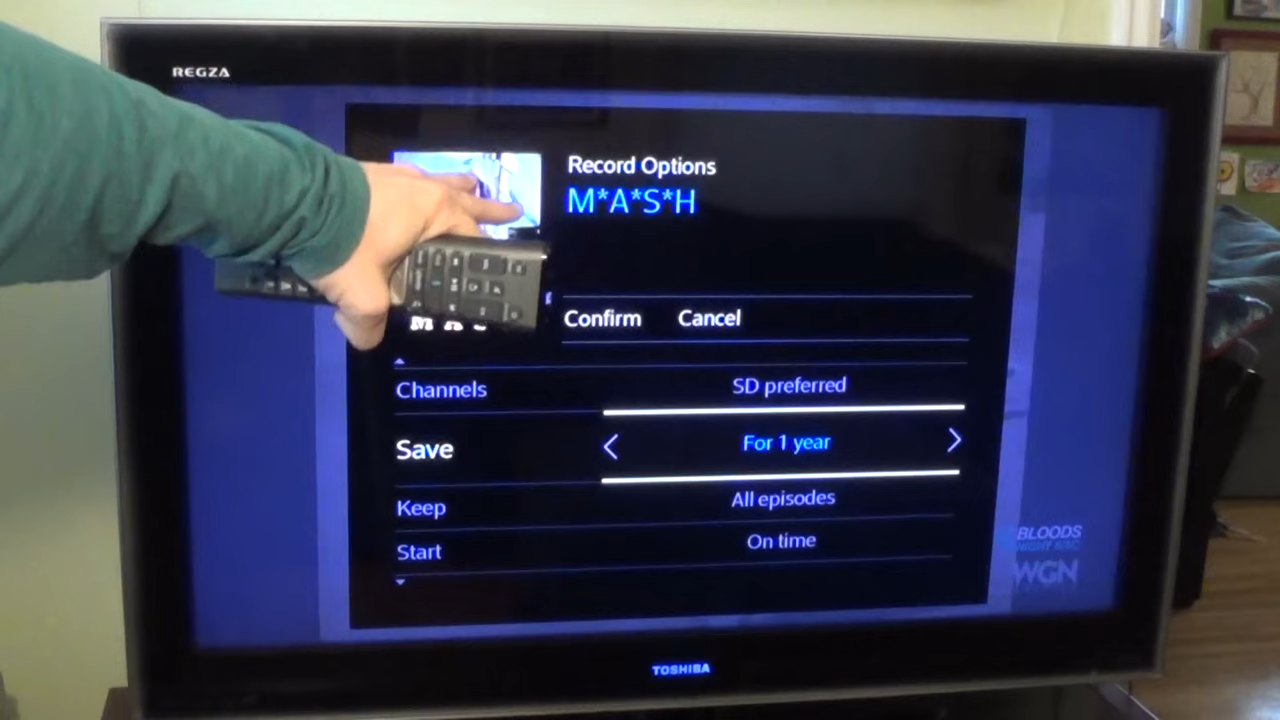 REGZA
Record Options
M*A*S*H
Confirm Cancel
Channels SD preferred
Save < For 1 year >
Keep All episodes
Start On time
BLOODS
WGN
TOSHIBA